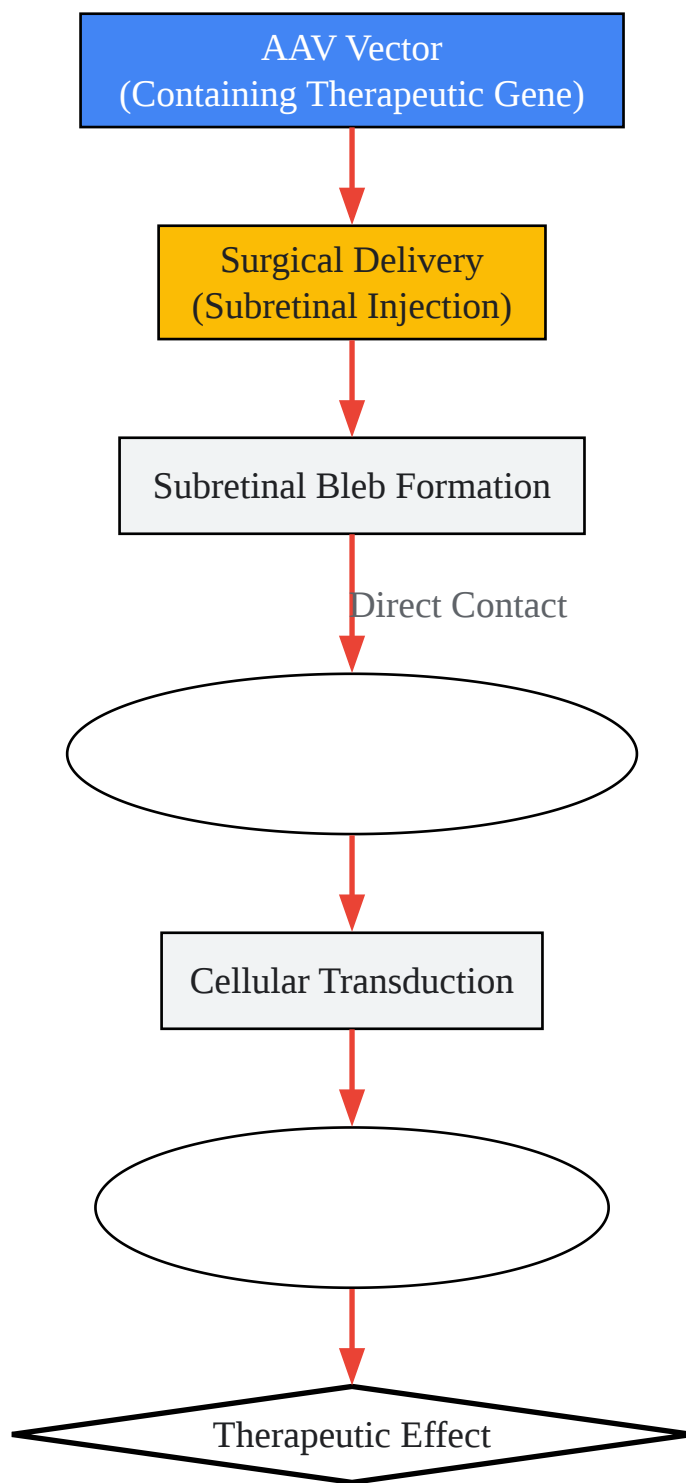 AAV Vector
(Containing Therapeutic Gene)
Surgical Delivery
(Subretinal Injection)
Subretinal Bleb Formation
Direct Contact
Cellular Transduction
Therapeutic Effect